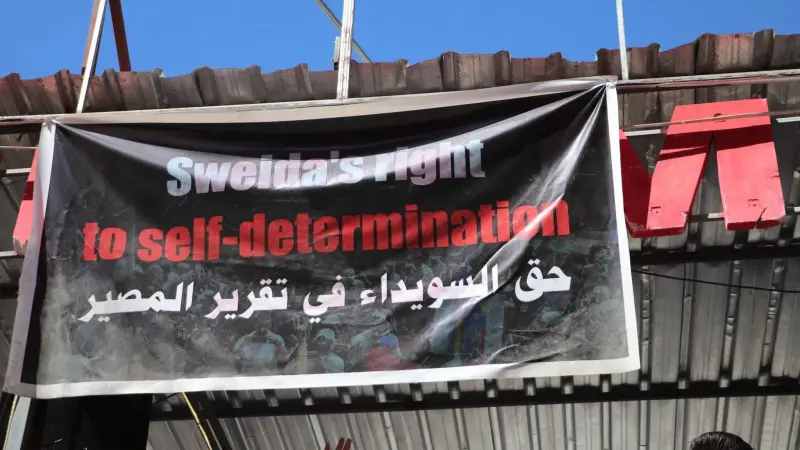 Sweida's right
to self-determination
حق السويداء في تقرير المصير